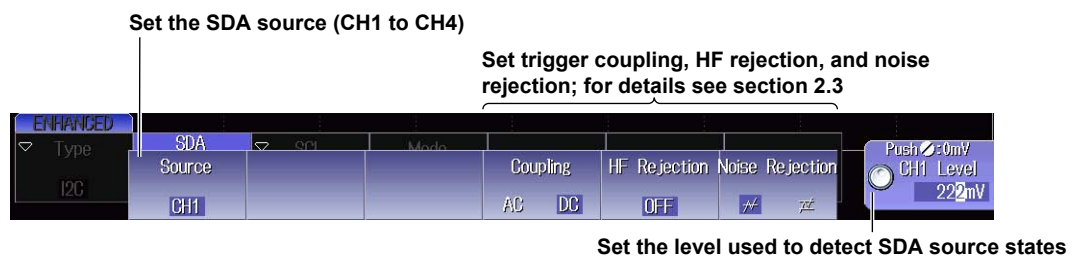 Set the SDA source (CH1 to CH4)
Set trigger coupling, HF rejection, and noise
rejection; for details see section 2.3
ENHANCED
Type
SDA
SCL
Mode
I2C
Source
CH1
Coupling
AC DC
HF Rejection
OFF
Noise Rejection
Push :0mV
CH1 Level
222mV
Set the level used to detect SDA source states